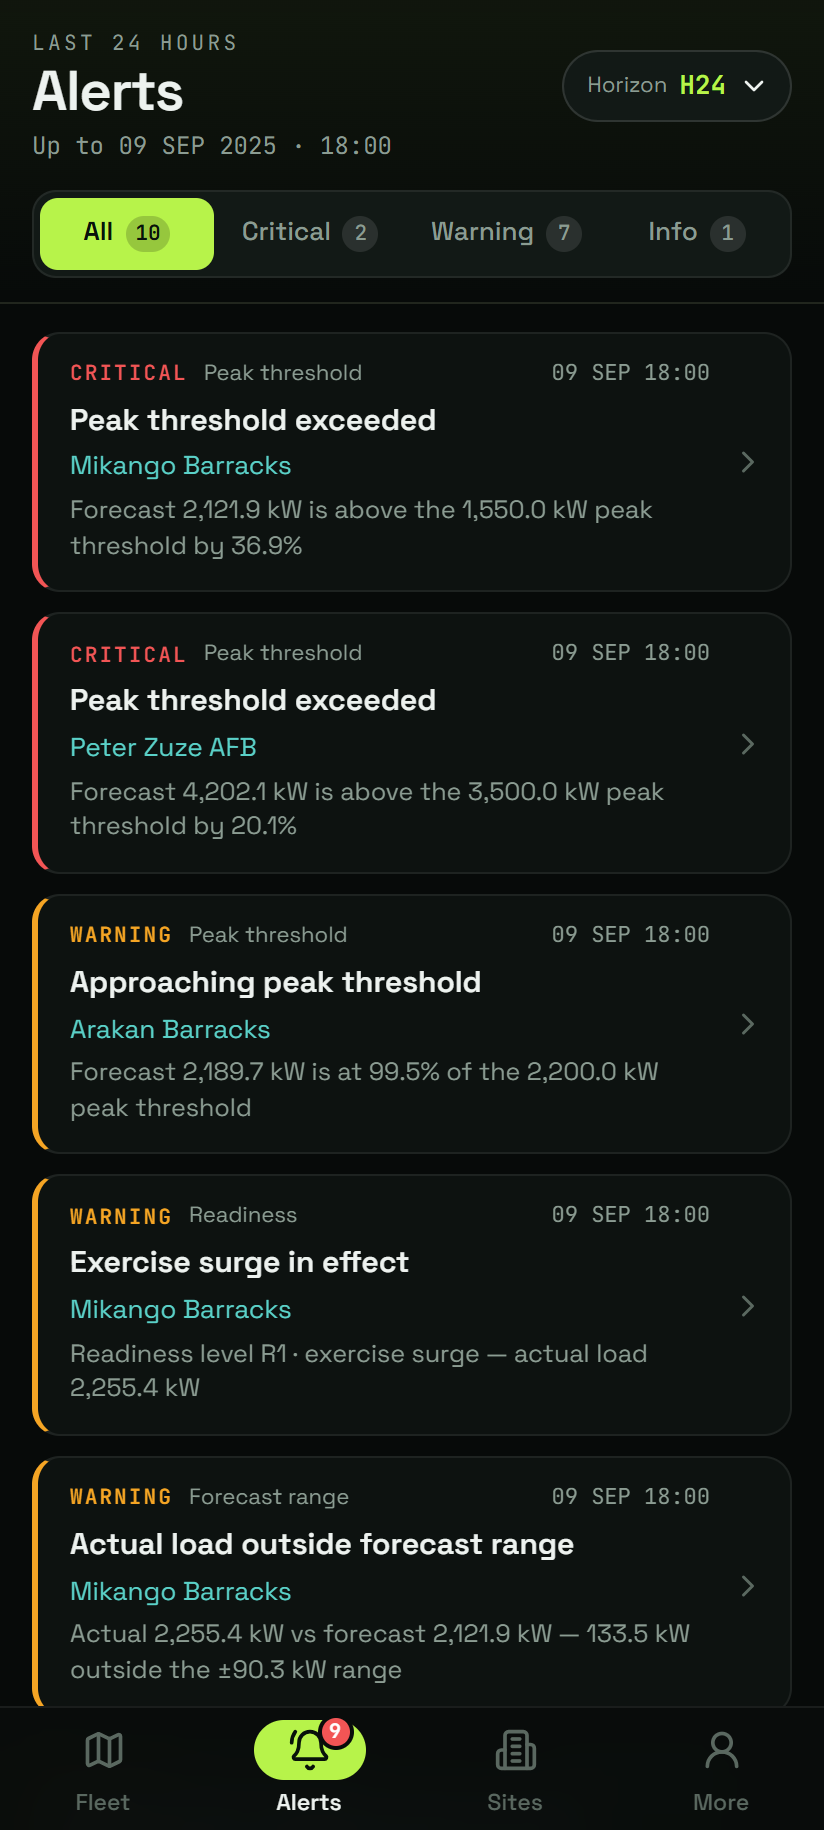 LAST 24 HOURS
Alerts
Horizon H24
Up to 09 SEP 2025 · 18:00
All 10 Critical 2 Warning 7 Info 1
CRITICAL Peak threshold 09 SEP 18:00
Peak threshold exceeded
Mikango Barracks
Forecast 2,121.9 kW is above the 1,550.0 kW peak
threshold by 36.9%
CRITICAL Peak threshold 09 SEP 18:00
Peak threshold exceeded
Peter Zuze AFB
Forecast 4,202.1 kW is above the 3,500.0 kW peak
threshold by 20.1%
WARNING Peak threshold 09 SEP 18:00
Approaching peak threshold
Arakan Barracks
Forecast 2,189.7 kW is at 99.5% of the 2,200.0 kW
peak threshold
WARNING Readiness 09 SEP 18:00
Exercise surge in effect
Mikango Barracks
Readiness level R1 · exercise surge — actual load
2,255.4 kW
WARNING Forecast range 09 SEP 18:00
Actual load outside forecast range
Mikango Barracks
Actual 2,255.4 kW vs forecast 2,121.9 kW — 133.5 kW
outside the ±90.3 kW range
9
Fleet Alerts Sites More